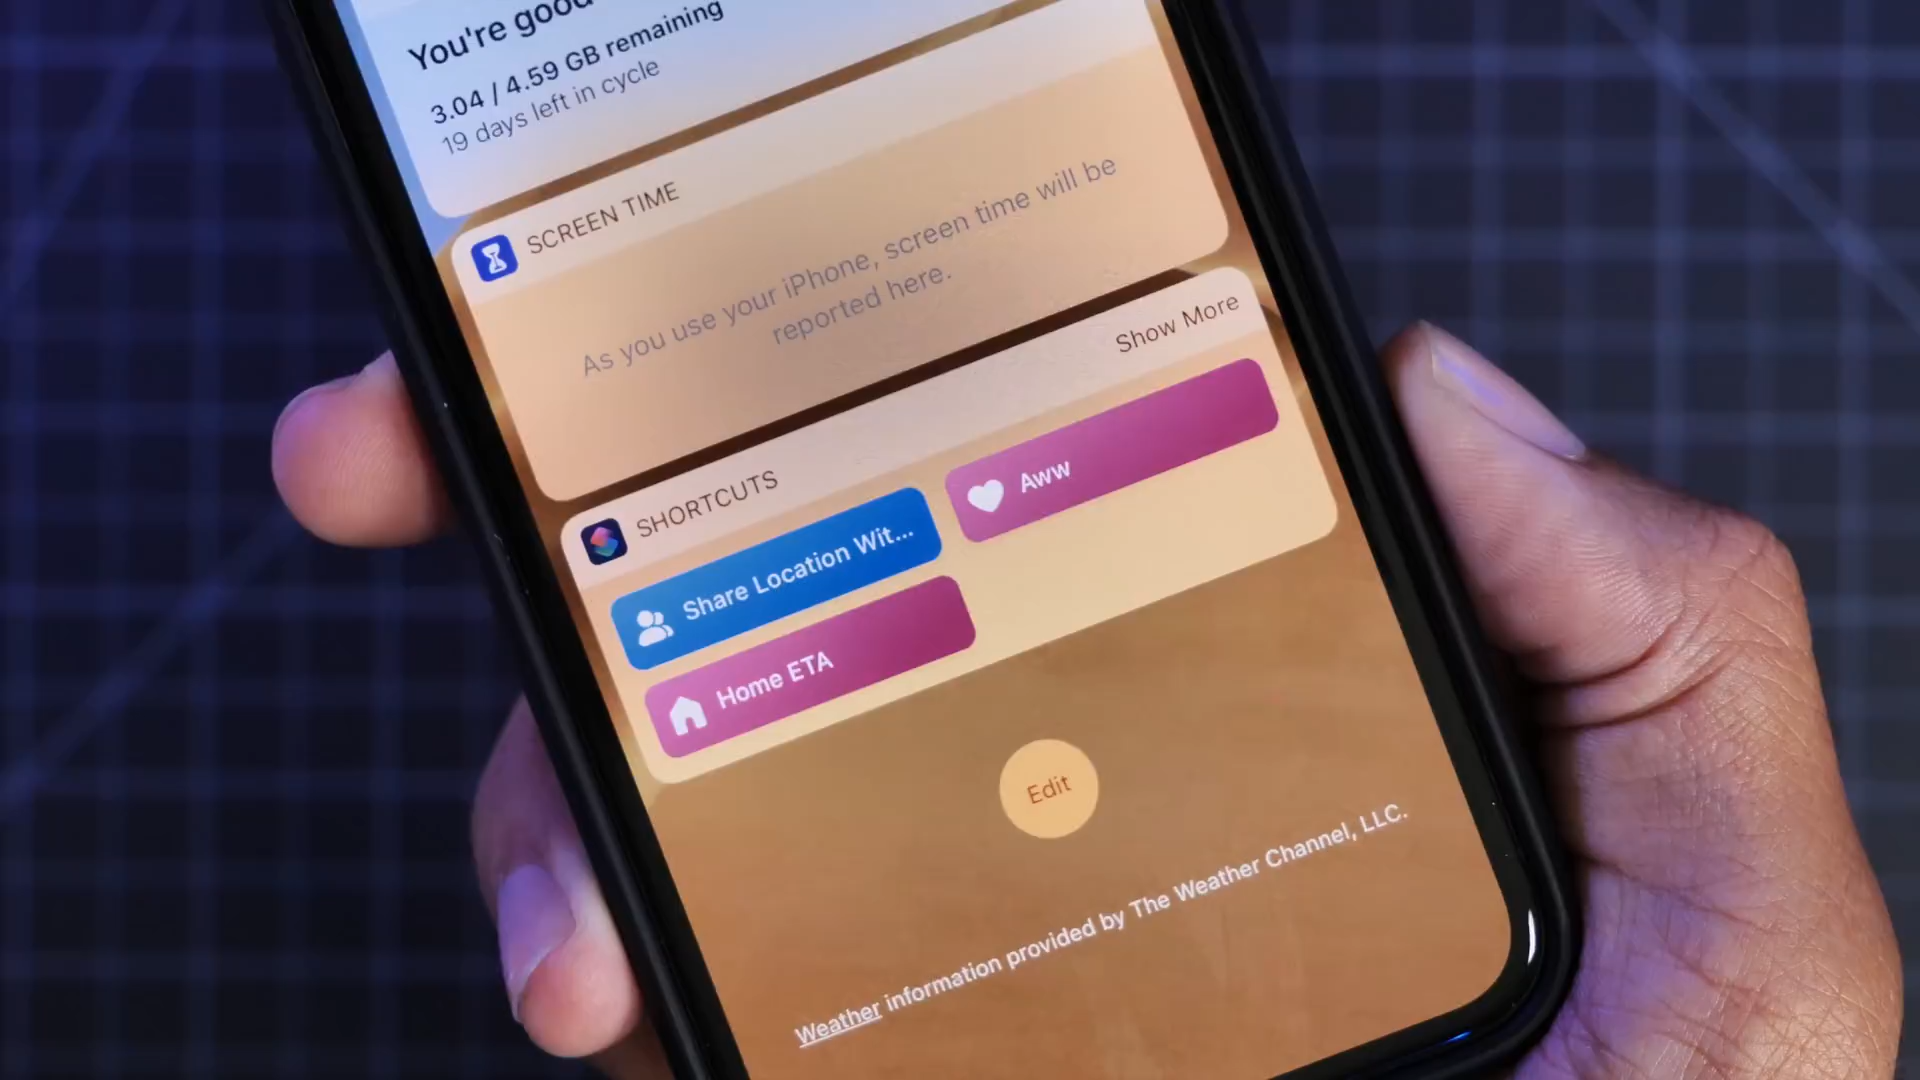 You're good
3.04 / 4.59 GB remaining
19 days left in cycle
SCREEN TIME
As you use your iPhone, screen time will be
reported here.
SHORTCUTS
Show More
Share Location Wit...
Aww
Home ETA
Edit
Weather information provided by The Weather Channel, LLC.